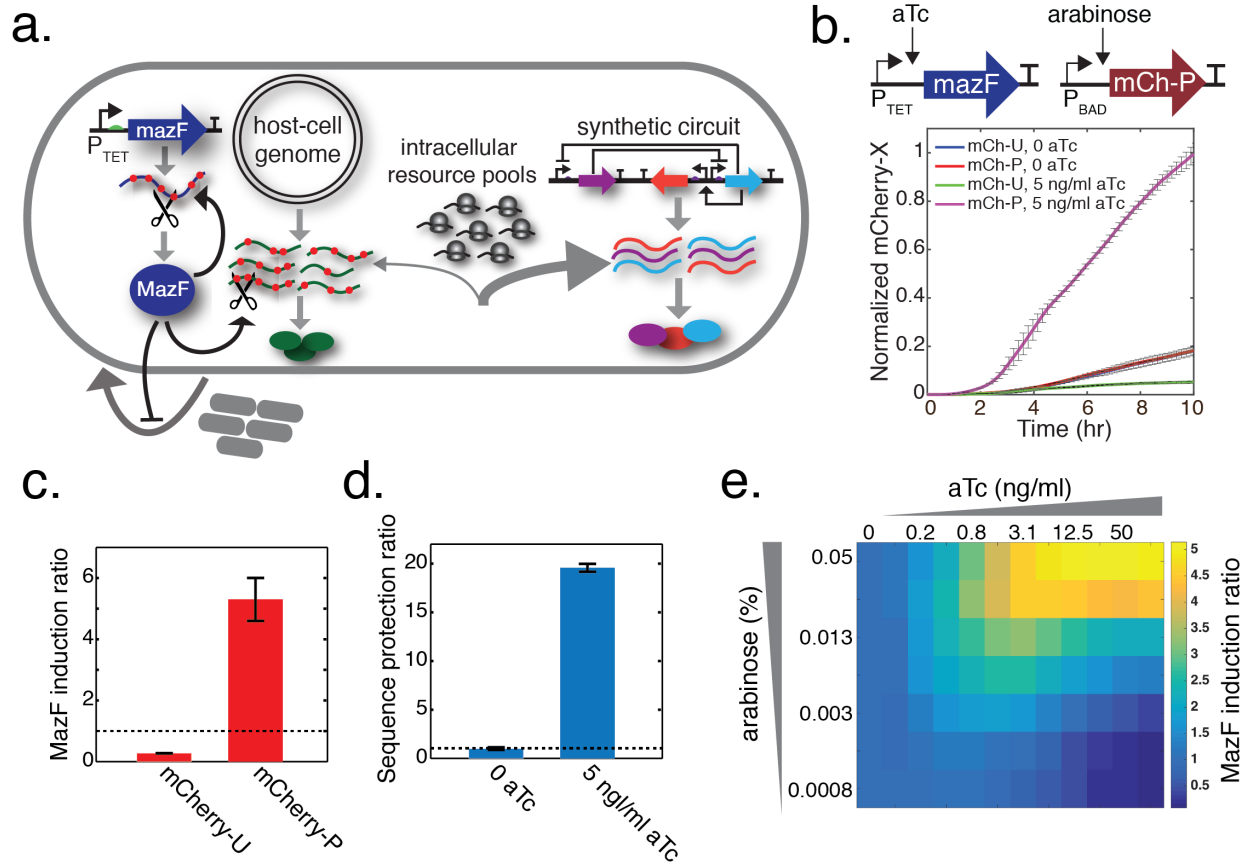 a.
P TET
mazF
host-cell
genome
MazF
intracellular
resource pools
synthetic circuit
b.
aTc
arabinose
P TET
mazF
P BAD
mCh-P
Normalized mCherry-X
1
0.8
0.6
0.4
0.2
0
mCh-U, 0 aTc
mCh-P, 0 aTc
mCh-U, 5 ng/ml aTc
mCh-P, 5 ng/ml aTc
0 2 4 6 8 10
Time (hr)
c.
MazF induction ratio
6
4
2
0
mCherry-U
mCherry-P
d.
Sequence protection ratio
20
15
10
5
0
0 aTc
5 ngl/ml aTc
e.
aTc (ng/ml)
0 0.2 0.8 3.1 12.5 50
arabinose (%)
0.05
0.013
0.003
0.0008
5
4.5
4
3.5
3
2.5
2
1.5
1
0.5
MazF induction ratio